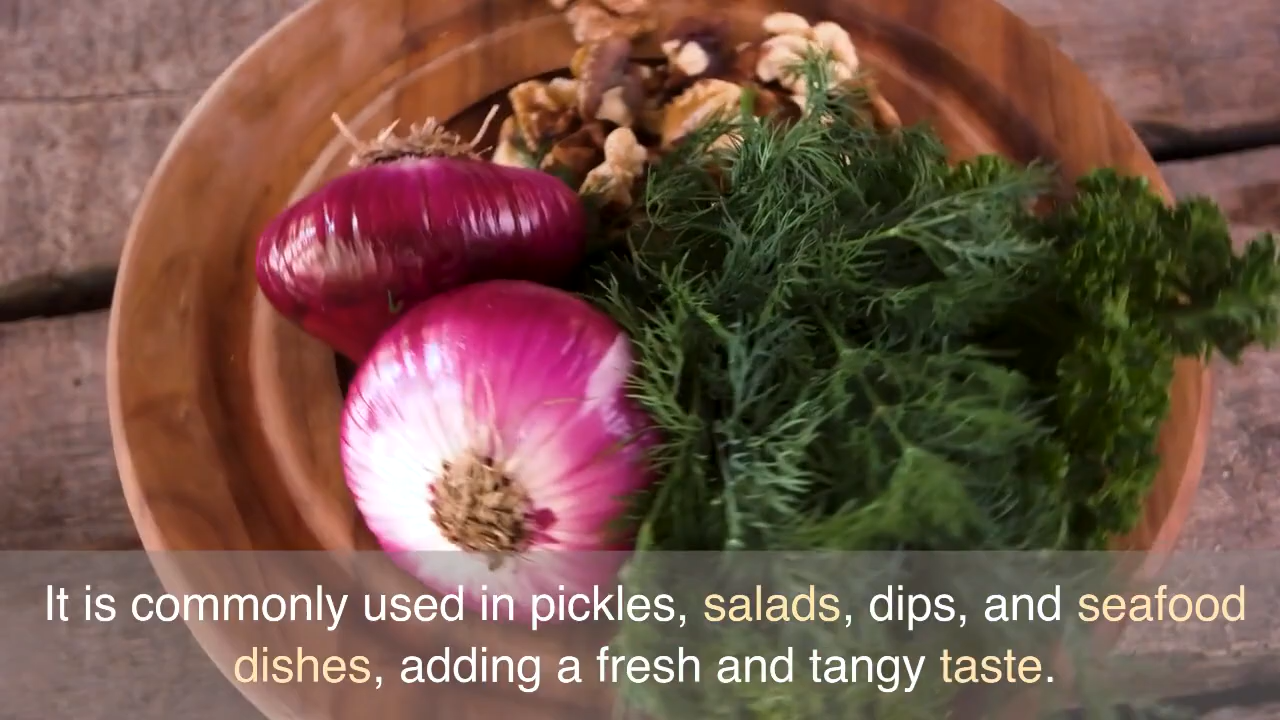 It is commonly used in pickles, salads, dips, and seafood
dishes, adding a fresh and tangy taste.